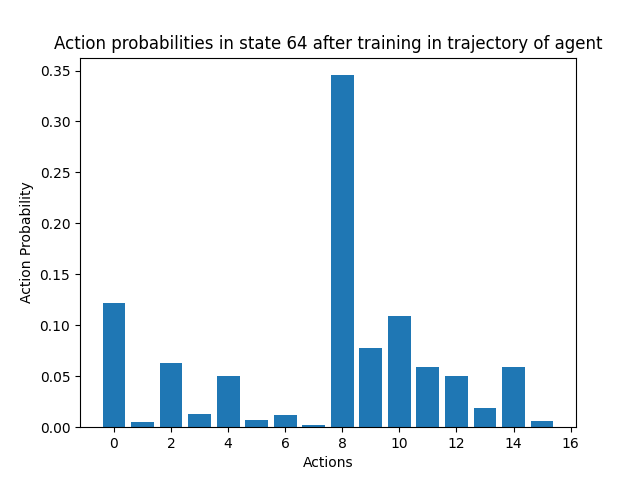 Action probabilities in state 64 after training in trajectory of agent
0.35
0.30
0.25
0.20
0.15
0.10
0.05
0.00
Action Probability
0 2 4 6 8 10 12 14 16
Actions